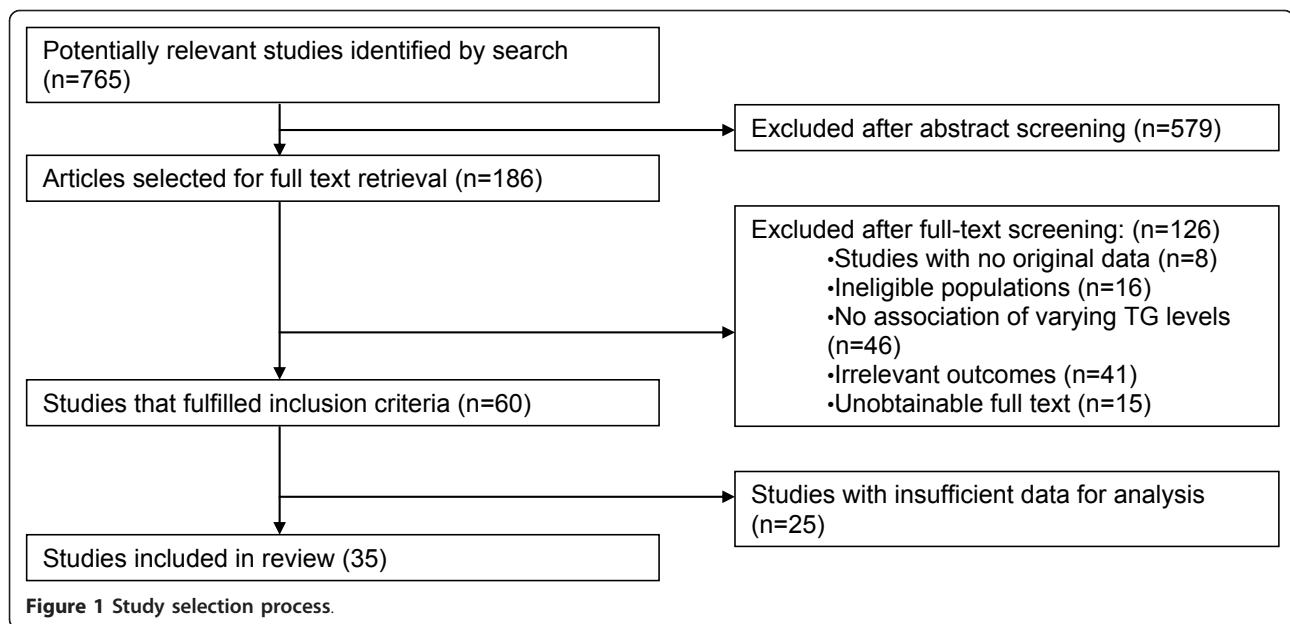 Potentially relevant studies identified by search
(n=765)
Excluded after abstract screening (n=579)
Articles selected for full text retrieval (n=186)
Excluded after full-text screening: (n=126)
•Studies with no original data (n=8)
•Ineligible populations (n=16)
•No association of varying TG levels
(n=46)
•Irrelevant outcomes (n=41)
•Unobtainable full text (n=15)
Studies that fulfilled inclusion criteria (n=60)
Studies with insufficient data for analysis
(n=25)
Studies included in review (35)
Figure 1 Study selection process.